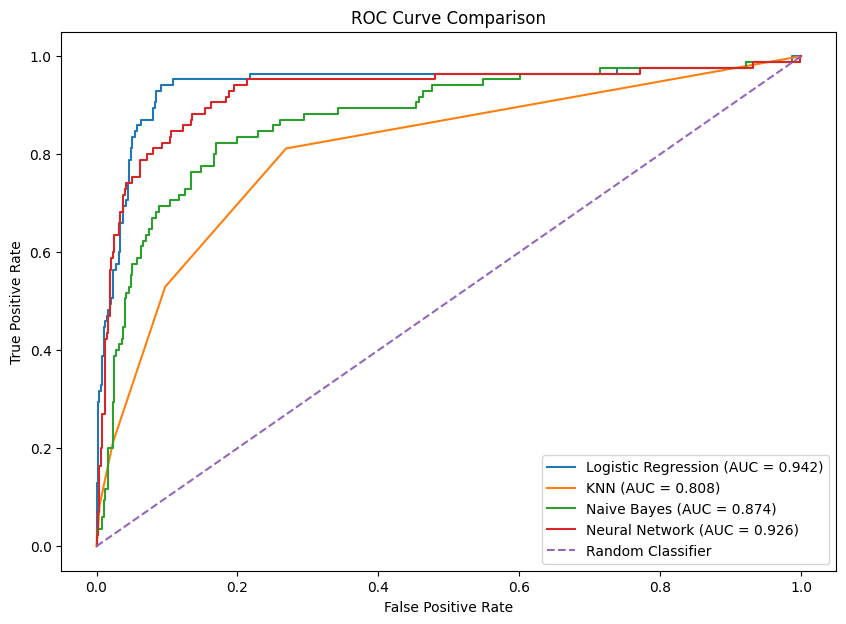 ROC Curve Comparison
True Positive Rate
1.0
0.8
0.6
0.4
0.2
0.0
0.0 0.2 0.4 0.6 0.8 1.0
False Positive Rate
Logistic Regression (AUC = 0.942)
KNN (AUC = 0.808)
Naive Bayes (AUC = 0.874)
Neural Network (AUC = 0.926)
Random Classifier